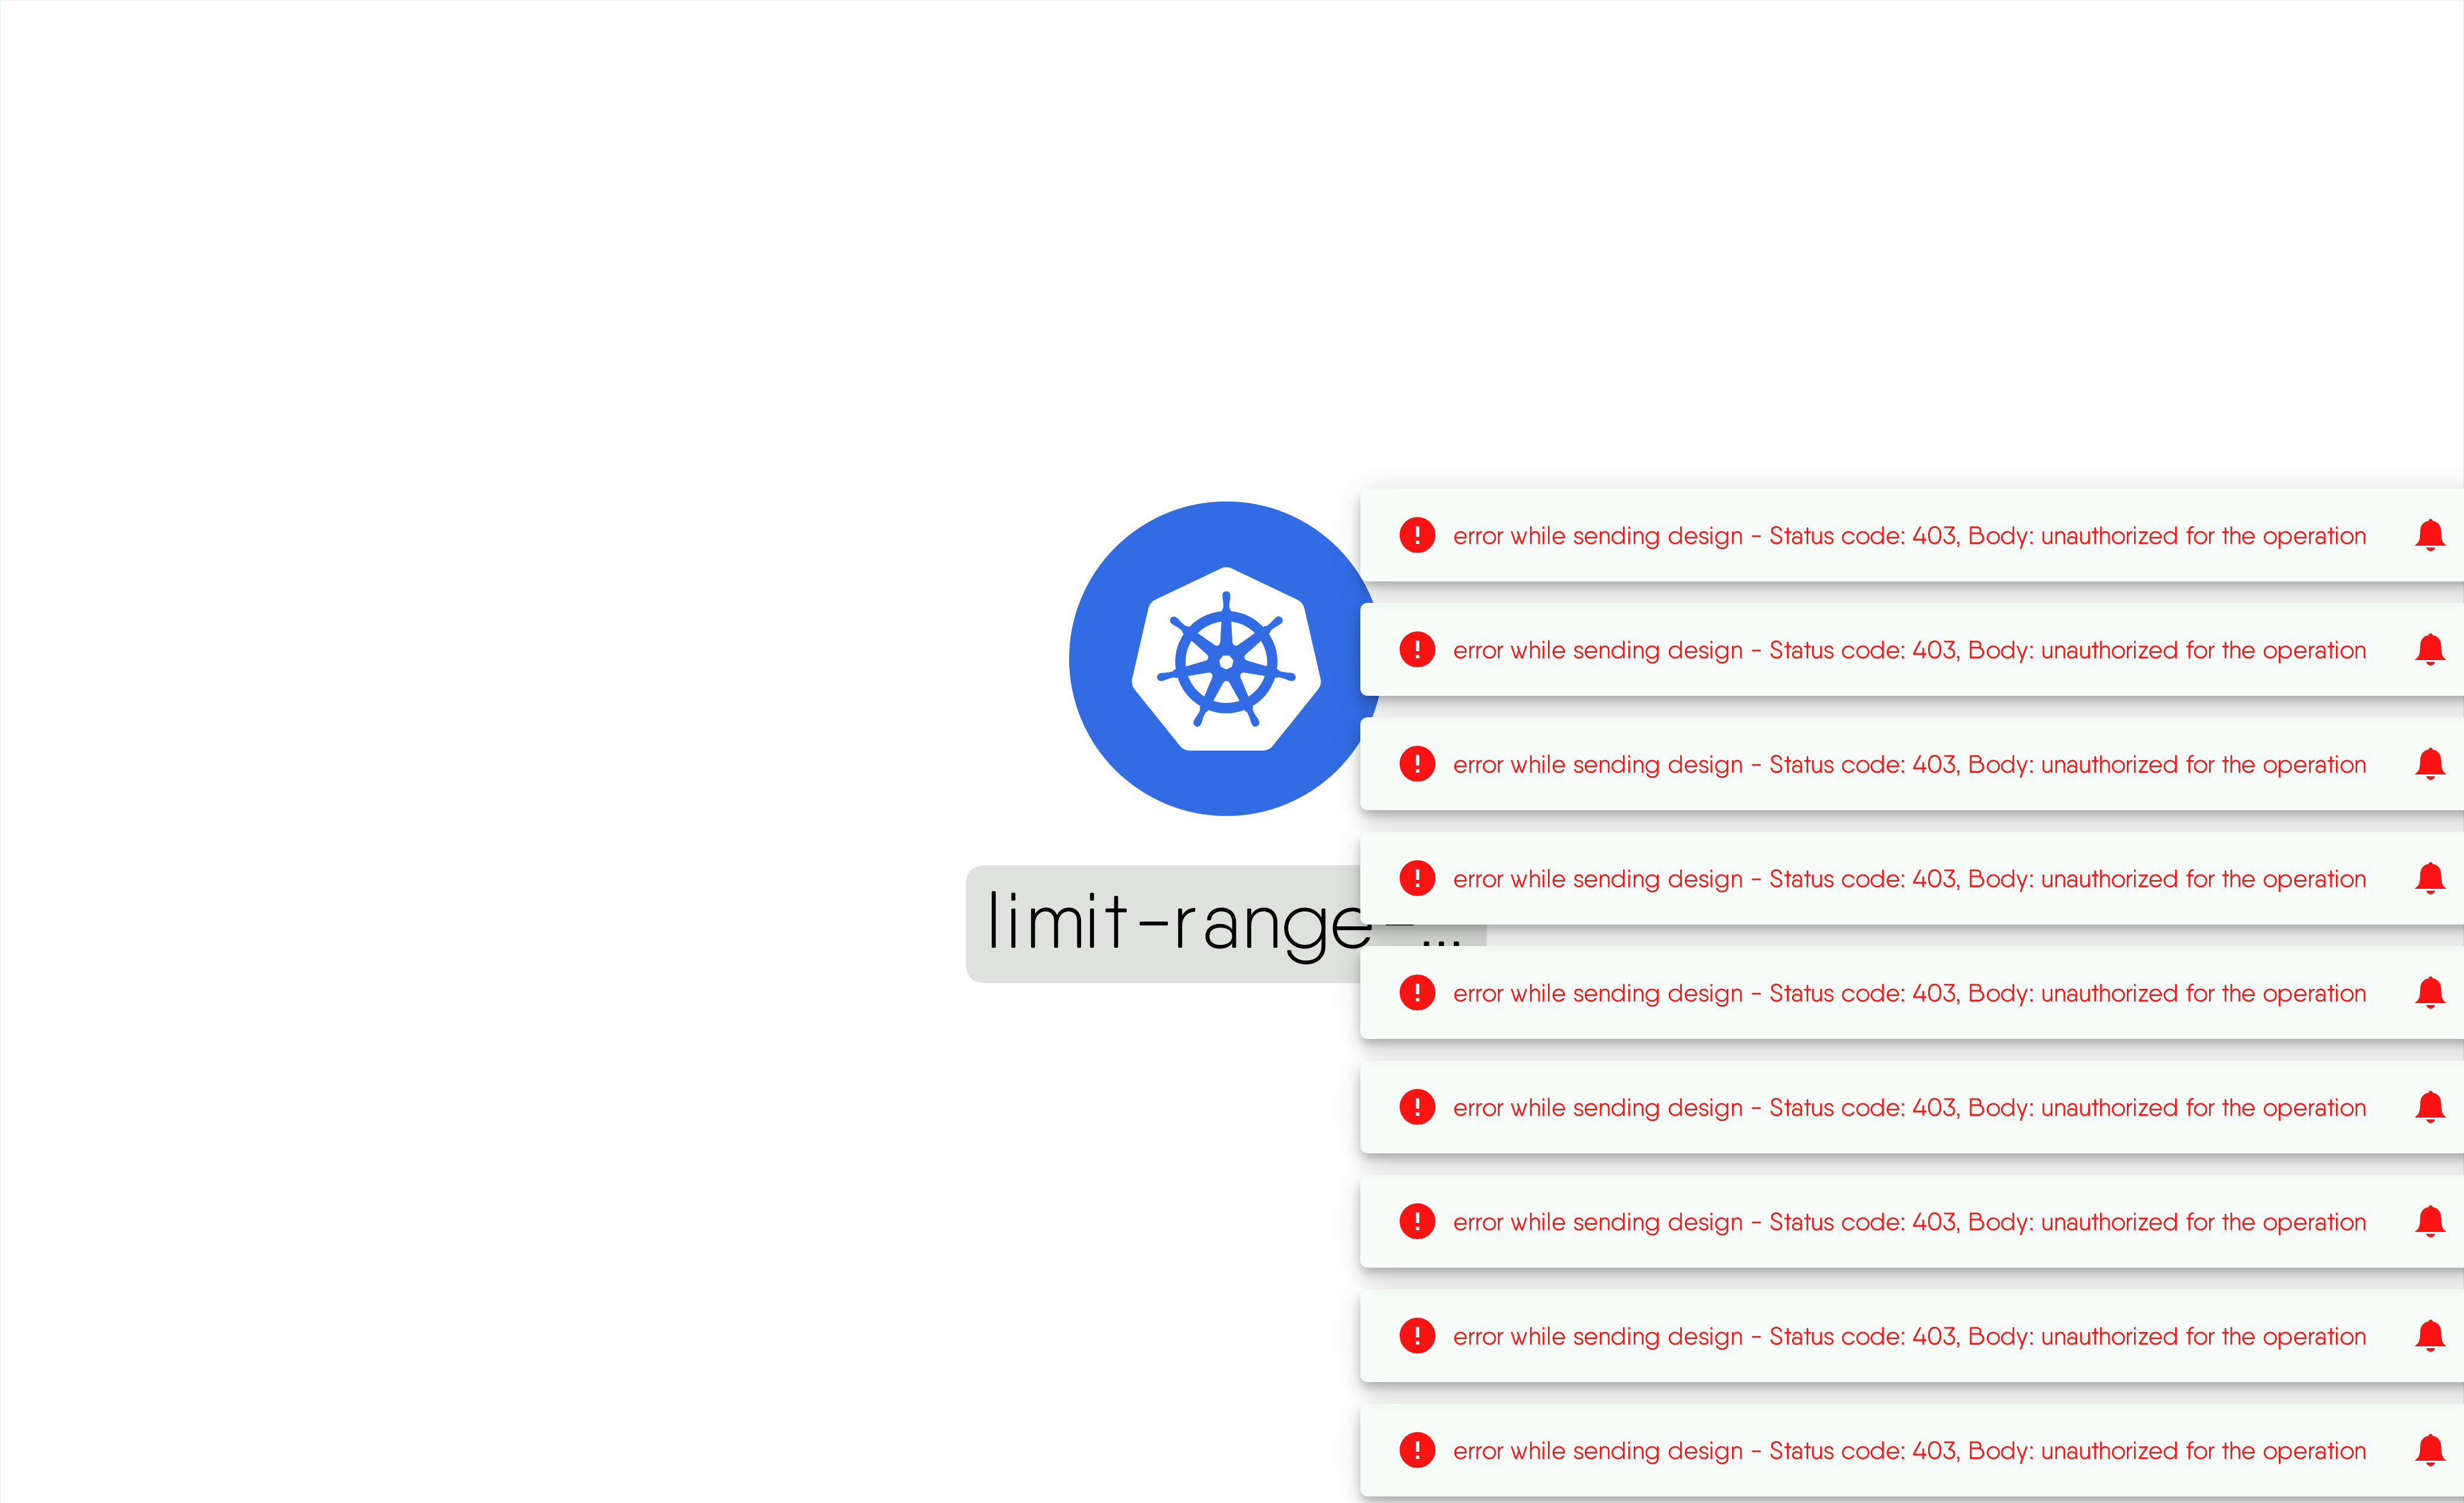 error while sending design - Status code: 403, Body: unauthorized for the operation
error while sending design - Status code: 403, Body: unauthorized for the operation
error while sending design - Status code: 403, Body: unauthorized for the operation
error while sending design - Status code: 403, Body: unauthorized for the operation
limit-range-...
error while sending design - Status code: 403, Body: unauthorized for the operation
error while sending design - Status code: 403, Body: unauthorized for the operation
error while sending design - Status code: 403, Body: unauthorized for the operation
error while sending design - Status code: 403, Body: unauthorized for the operation
error while sending design - Status code: 403, Body: unauthorized for the operation